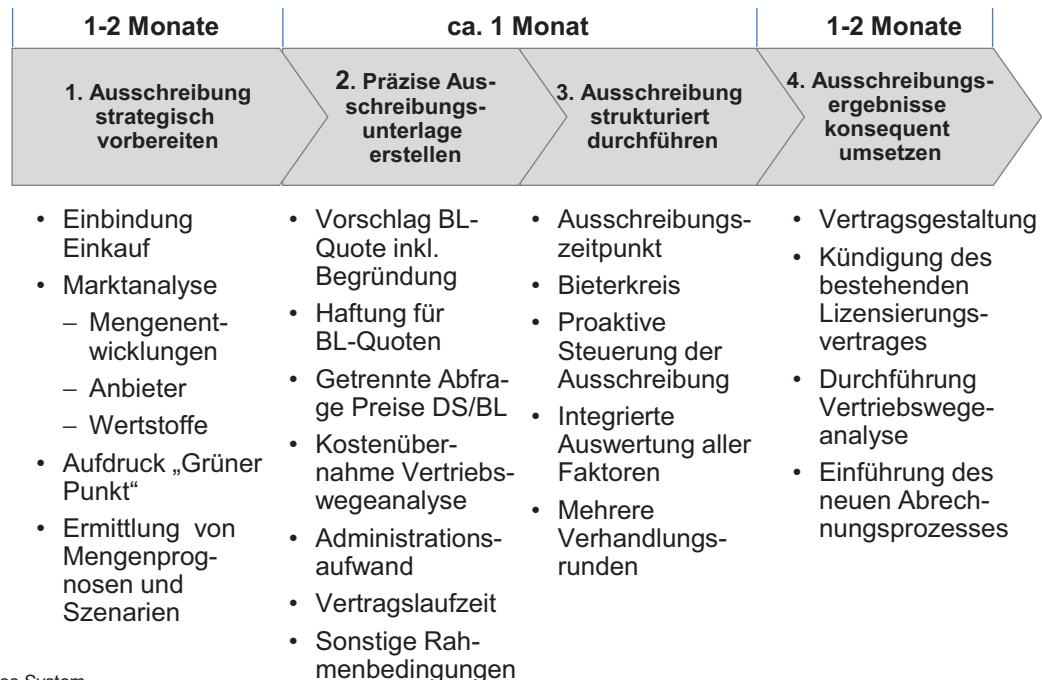 1-2 Monate
ca. 1 Monat
1-2 Monate
1. Ausschreibung
strategisch
vorbereiten
2. Präzise Aus-
schreibungs-
unterlage
erstellen
3. Ausschreibung
strukturiert
durchführen
4. Ausschreibungs-
ergebnisse
konsequent
umsetzen
• Einbindung
Einkauf
• Marktanalyse
– Mengenent-
wicklungen
– Anbieter
– Wertstoffe
• Aufdruck „Grüner
Punkt“
• Ermittlung von
Mengenprog-
nosen und
Szenarien
• Vorschlag BL-
Quote inkl.
Begründung
• Haftung für
BL-Quoten
• Getrennte Abfra-
ge Preise DS/BL
• Kostenüber-
nahme Vertriebs-
wegeanalyse
• Administrations-
aufwand
• Vertragslaufzeit
• Sonstige Rah-
menbedingungen
• Ausschreibungs-
zeitpunkt
• Bieterkreis
• Proaktive
Steuerung der
Ausschreibung
• Integrierte
Auswertung aller
Faktoren
• Mehrere
Verhandlungs-
runden
• Vertragsgestaltung
• Kündigung des
bestehenden
Lizensierungs-
vertrages
• Durchführung
Vertriebswege-
analyse
• Einführung des
neuen Abrech-
nungsprozesses
System